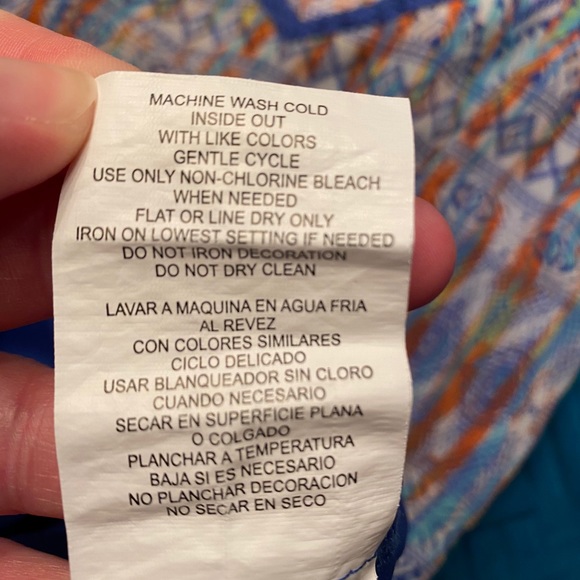 MACHINE WASH COLD
INSIDE OUT
WITH LIKE COLORS
GENTLE CYCLE
USE ONLY NON-CHLORINE BLEACH
WHEN NEEDED
FLAT OR LINE DRY ONLY
IRON ON LOWEST SETTING IF NEEDED
DO NOT IRON DECORATION
DO NOT DRY CLEAN
LAVAR A MAQUINA EN AGUA FRIA
AL REVEZ
CON COLORES SIMILARES
CICLO DELICADO
USAR BLANQUEADOR SIN CLORO
CUANDO NECESARIO
SECAR EN SUPERFICIE PLANA
O COLGADO
PLANCHAR A TEMPERATURA
BAJA SI ES NECESARIO
NO PLANCHAR DECORACION
NO SECAR EN SECO